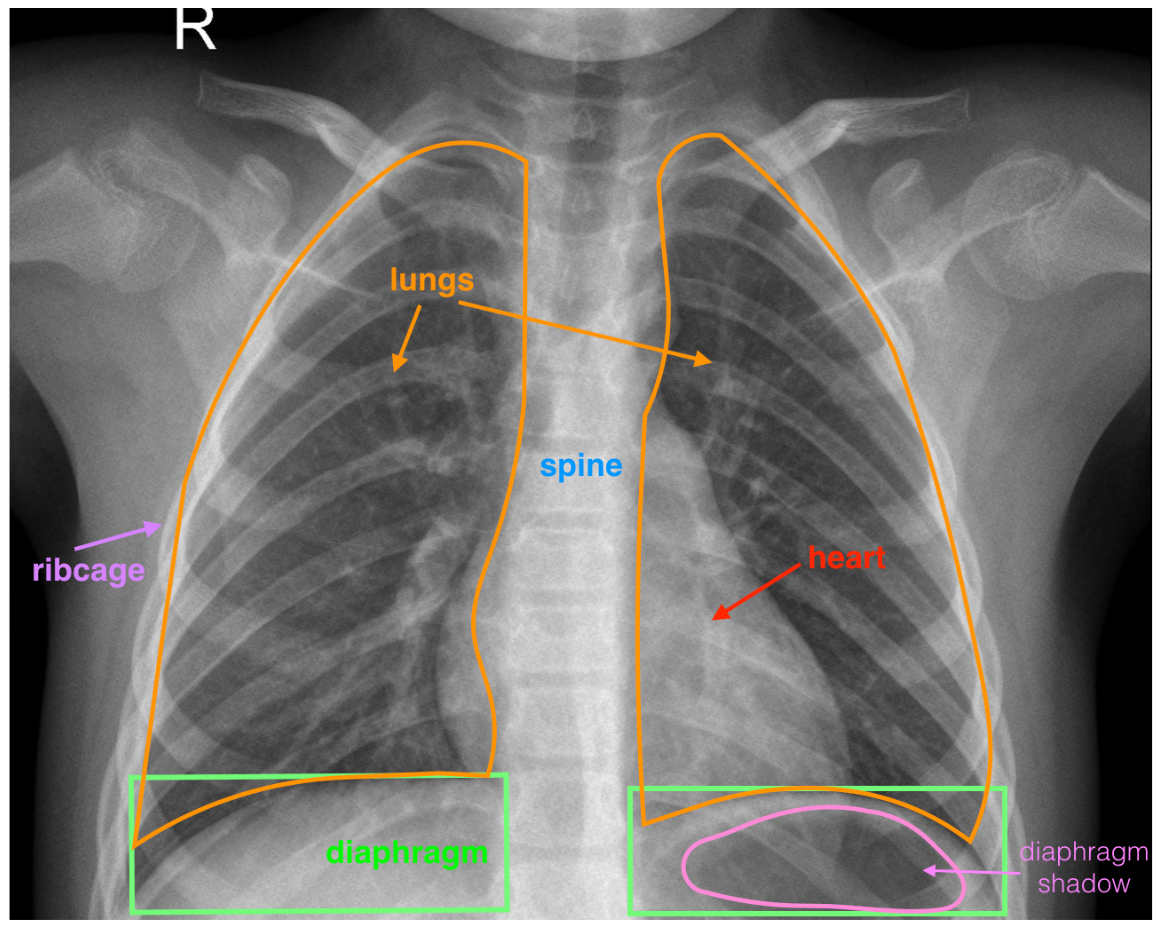 R
lungs
spine
heart
ribcage
diaphragm
diaphragm
shadow